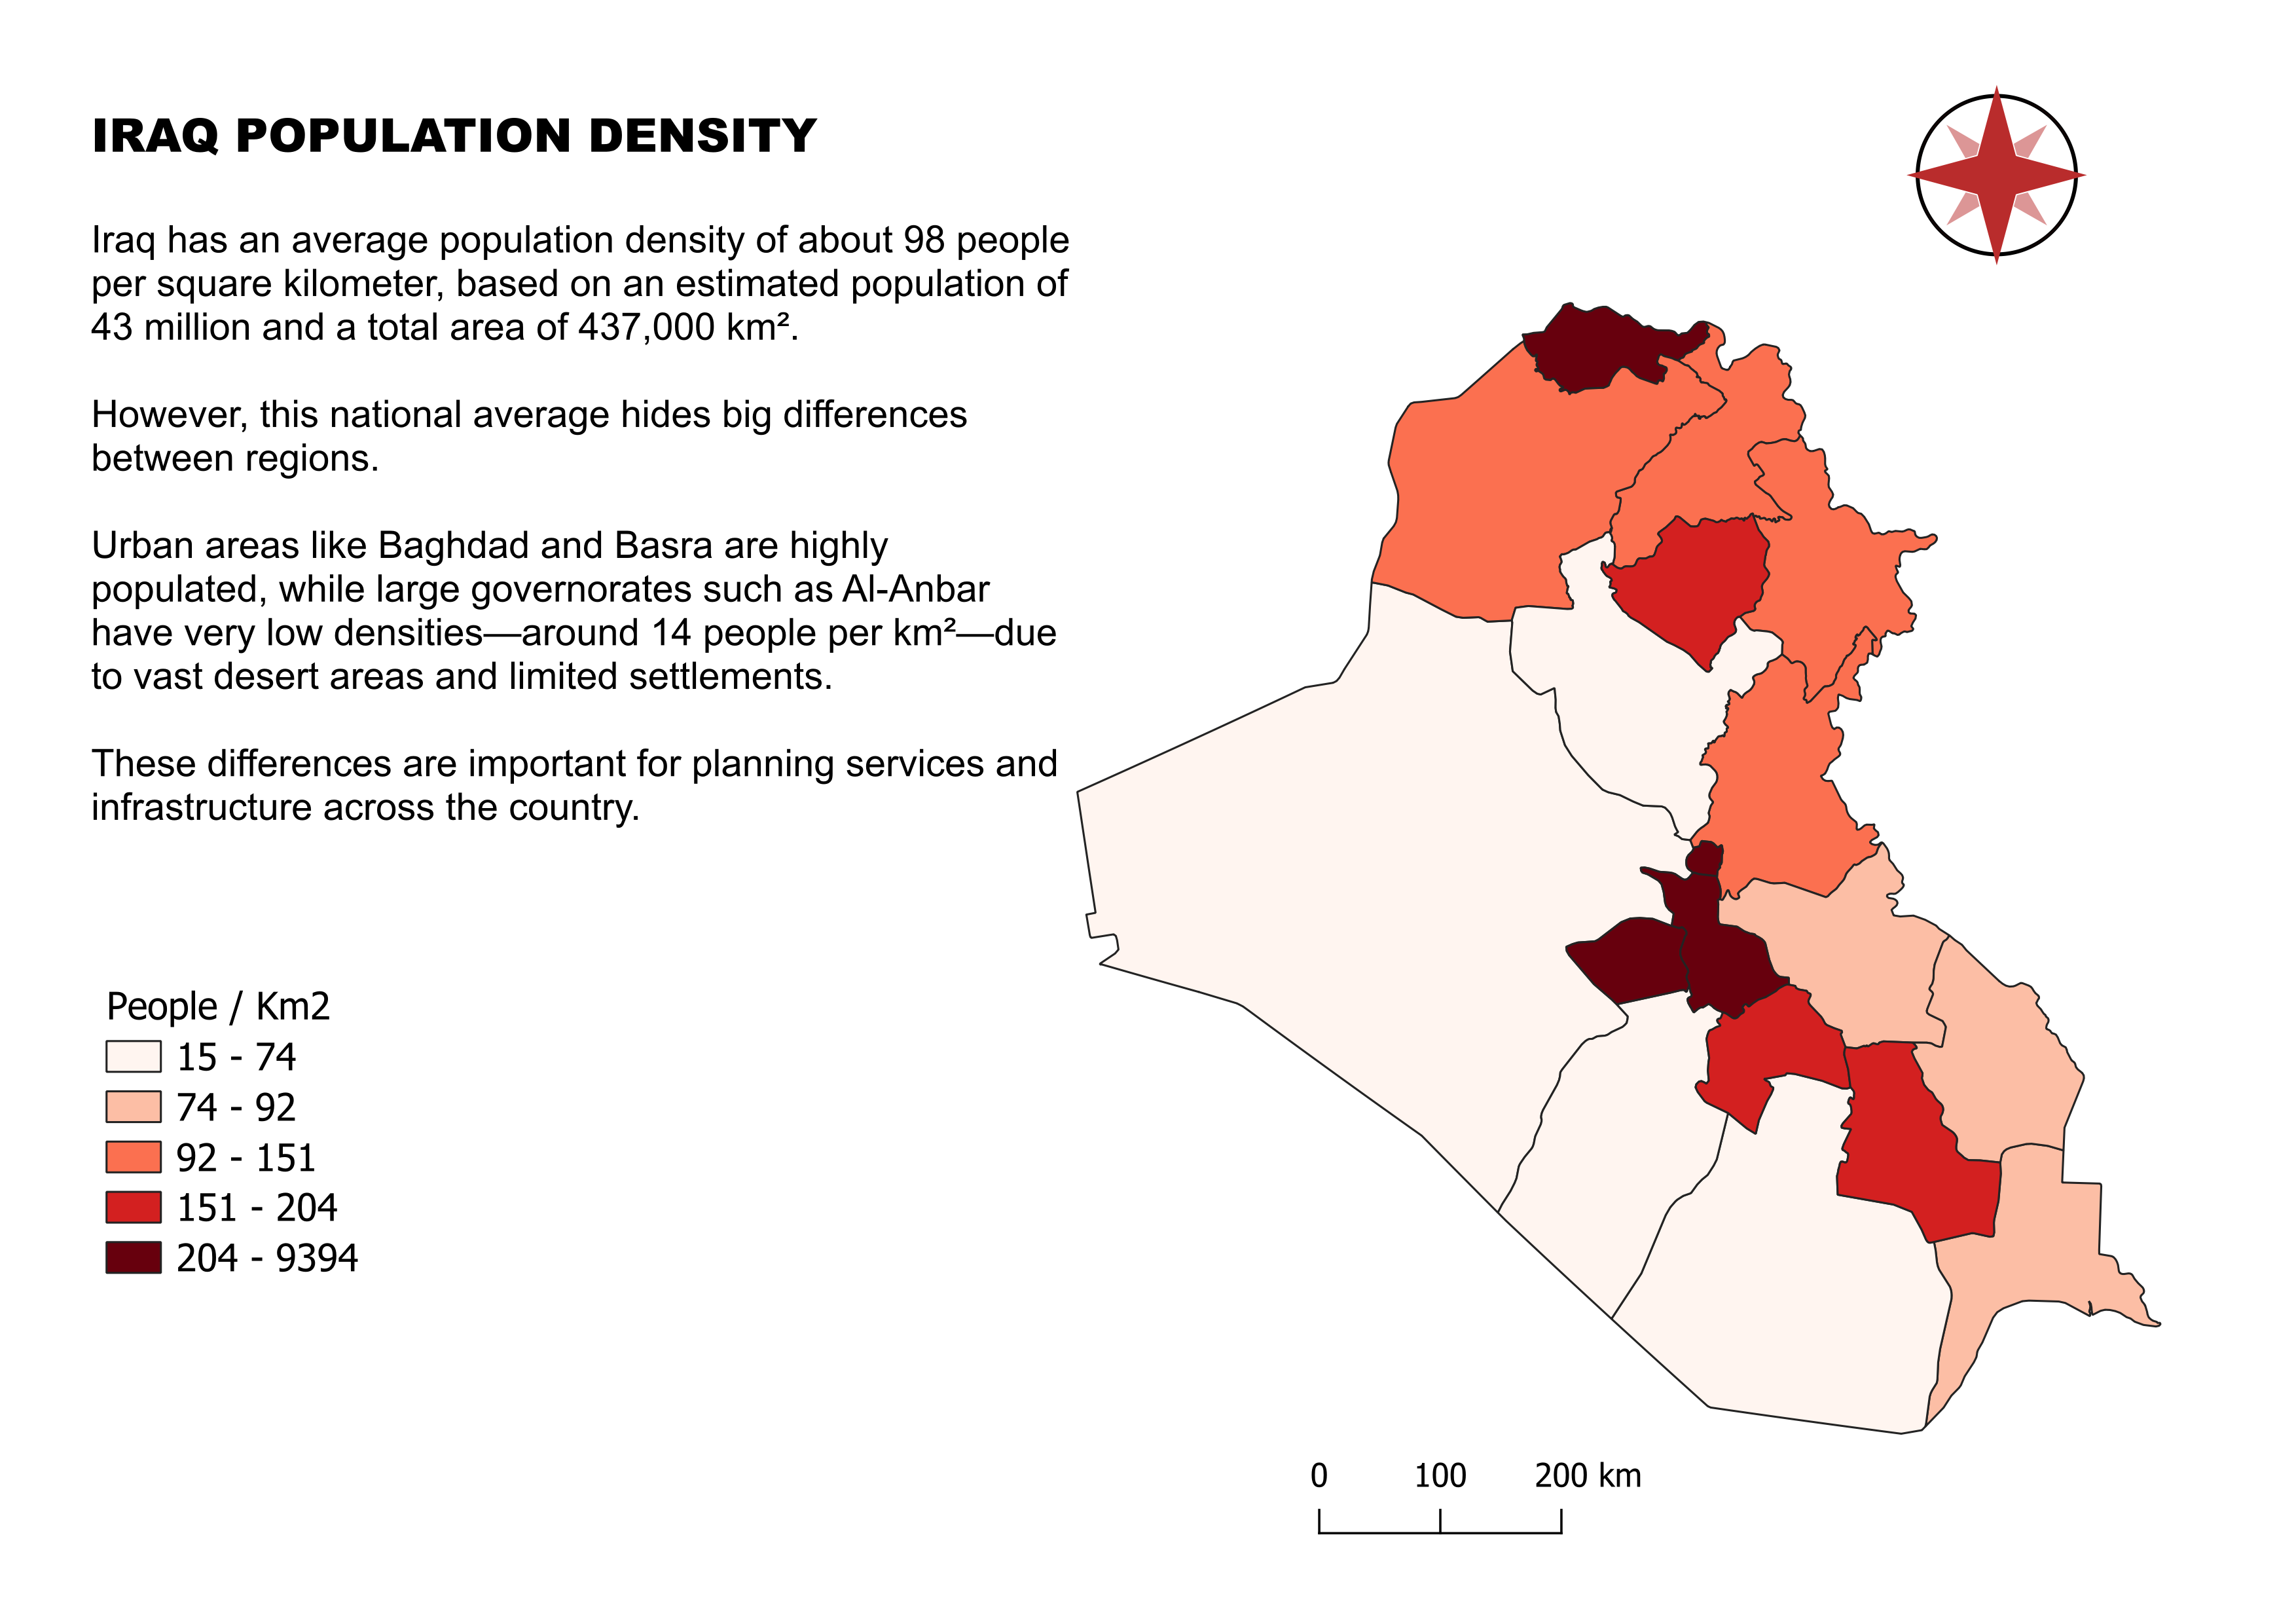 IRAQ POPULATION DENSITY
Iraq has an average population density of about 98 people
per square kilometer, based on an estimated population of
43 million and a total area of 437,000 km².
However, this national average hides big differences
between regions.
Urban areas like Baghdad and Basra are highly
populated, while large governorates such as Al-Anbar
have very low densities—around 14 people per km²—due
to vast desert areas and limited settlements.
These differences are important for planning services and
infrastructure across the country.
People / Km2
15 - 74
74 - 92
92 - 151
151 - 204
204 - 9394
0 100 200 km